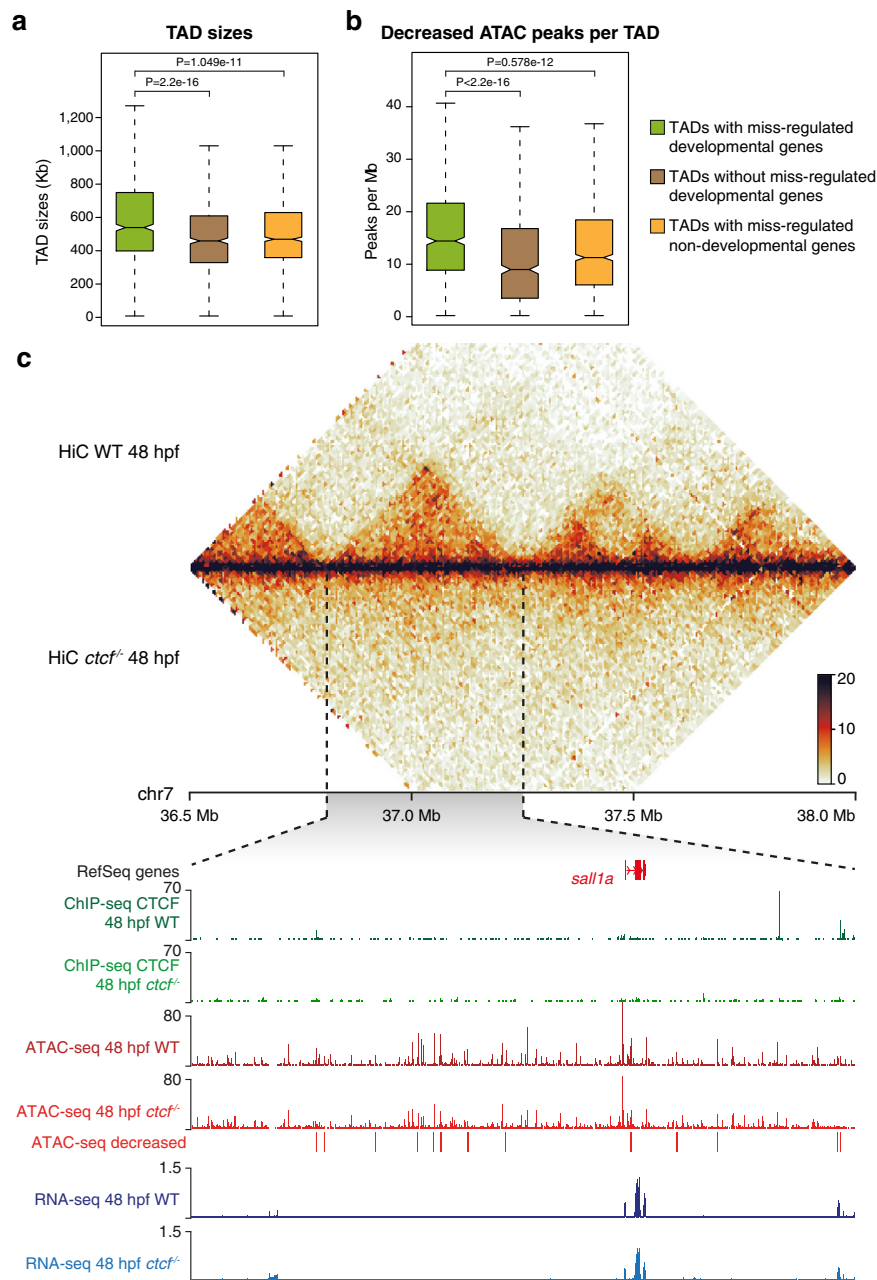 a
TAD sizes
P=1.049e-11
P=2.2e-16
TAD sizes (Kb)
1,200
1,000
800
600
400
200
0
b
Decreased ATAC peaks per TAD
P=0.578e-12
P<2.2e-16
Peaks per Mb
40
30
20
10
0
TADs with miss-regulated
developmental genes
TADs without miss-regulated
developmental genes
TADs with miss-regulated
non-developmental genes
c
HiC WT 48 hpf
HiC ctcf-/- 48 hpf
20
10
0
chr7
36.5 Mb
37.0 Mb
37.5 Mb
38.0 Mb
RefSeq genes
sall1a
70
ChIP-seq CTCF
48 hpf WT
70
ChIP-seq CTCF
48 hpf ctcf-/-
80
ATAC-seq 48 hpf WT
80
ATAC-seq 48 hpf ctcf-/-
ATAC-seq decreased
1.5
RNA-seq 48 hpf WT
1.5
RNA-seq 48 hpf ctcf-/-